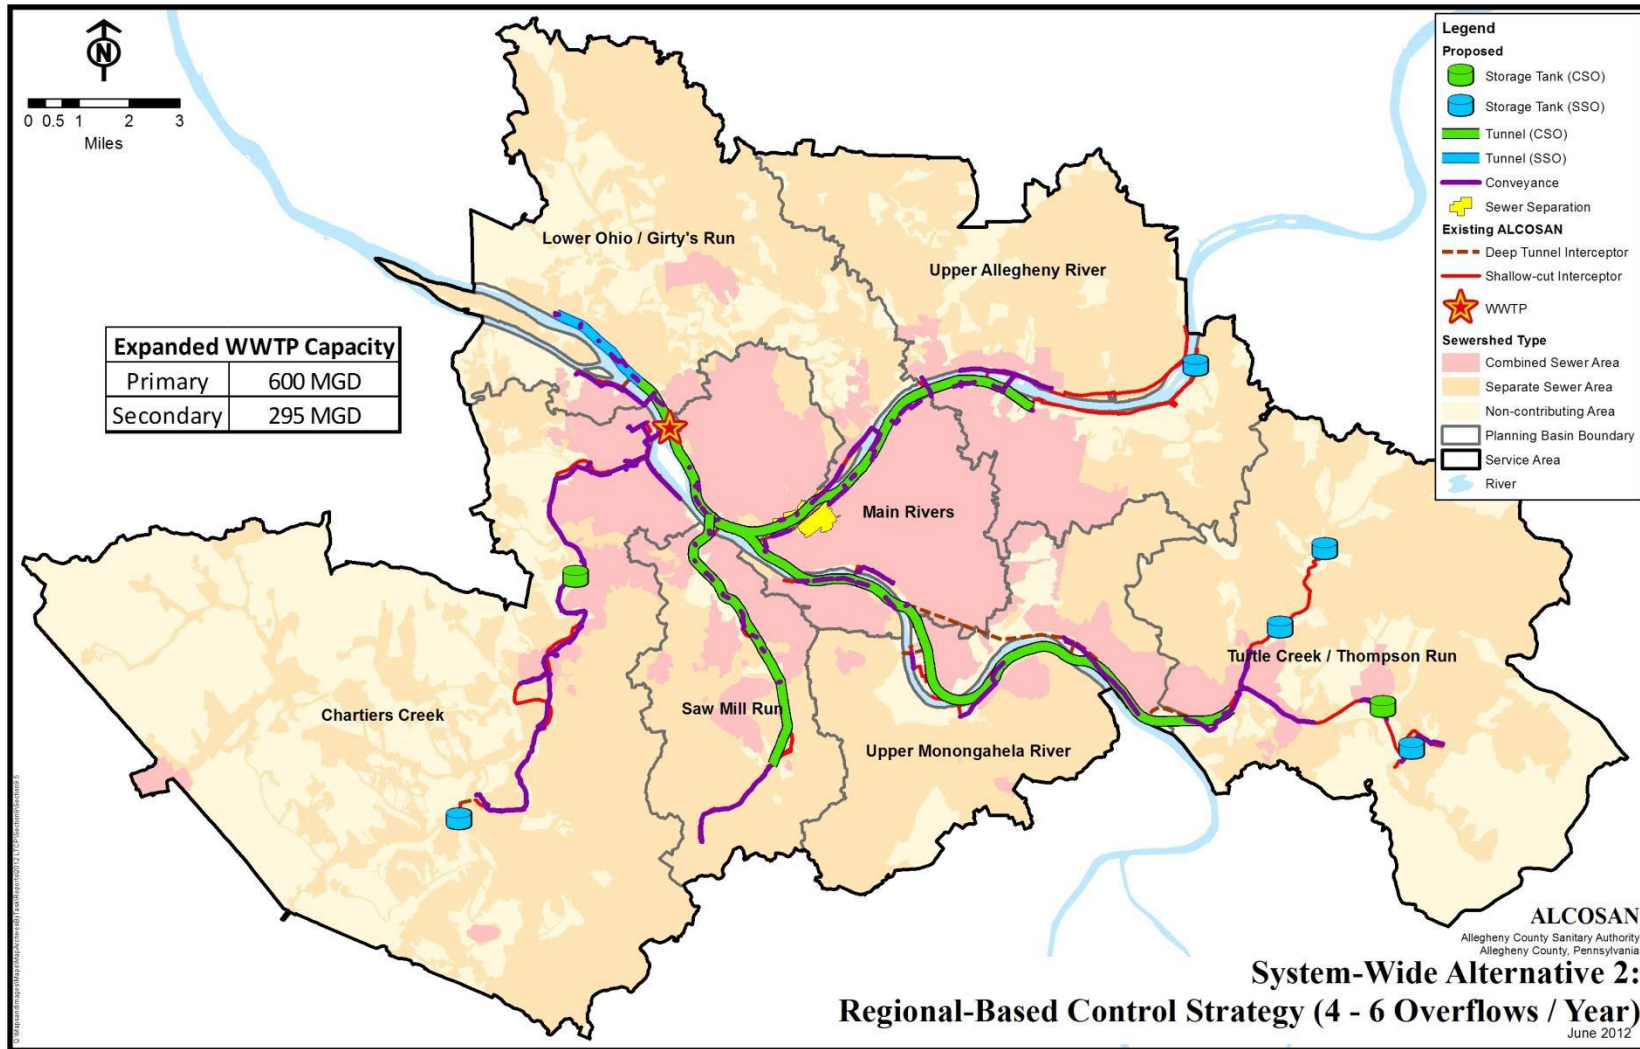 N
0 0.5 1 2 3
Miles
Expanded WWTP Capacity
Primary 600 MGD
Secondary 295 MGD
Lower Ohio / Girty's Run
Upper Allegheny River
Main Rivers
Turtle Creek / Thompson Run
Chartiers Creek
Saw Mill Run
Upper Monongahela River
Legend
Proposed
Storage Tank (CSO)
Storage Tank (SSO)
Tunnel (CSO)
Tunnel (SSO)
Conveyance
Sewer Separation
Existing ALCOSAN
Deep Tunnel Interceptor
Shallow-cut Interceptor
WWTP
Sewershed Type
Combined Sewer Area
Separate Sewer Area
Non-contributing Area
Planning Basin Boundary
Service Area
River
ALCOSAN
Allegheny County Sanitary Authority
Allegheny County, Pennsylvania
System-Wide Alternative 2:
Regional-Based Control Strategy (4 - 6 Overflows / Year)
June 2012